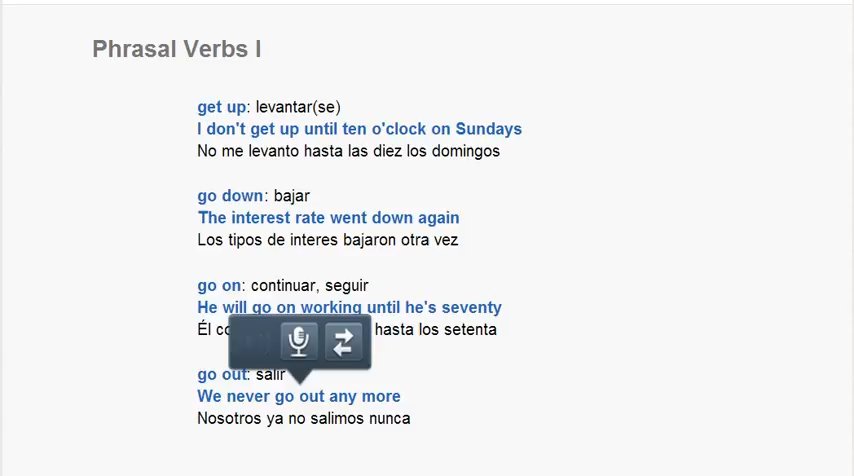 Phrasal Verbs I
get up: levantar(se)
I don't get up until ten o'clock on Sundays
No me levanto hasta las diez los domingos
go down: bajar
The interest rate went down again
Los tipos de interes bajaron otra vez
go on: continuar, seguir
He will go on working until he's seventy
Él hasta los setenta
go out: salir
We never go out any more
Nosotros ya no salimos nunca